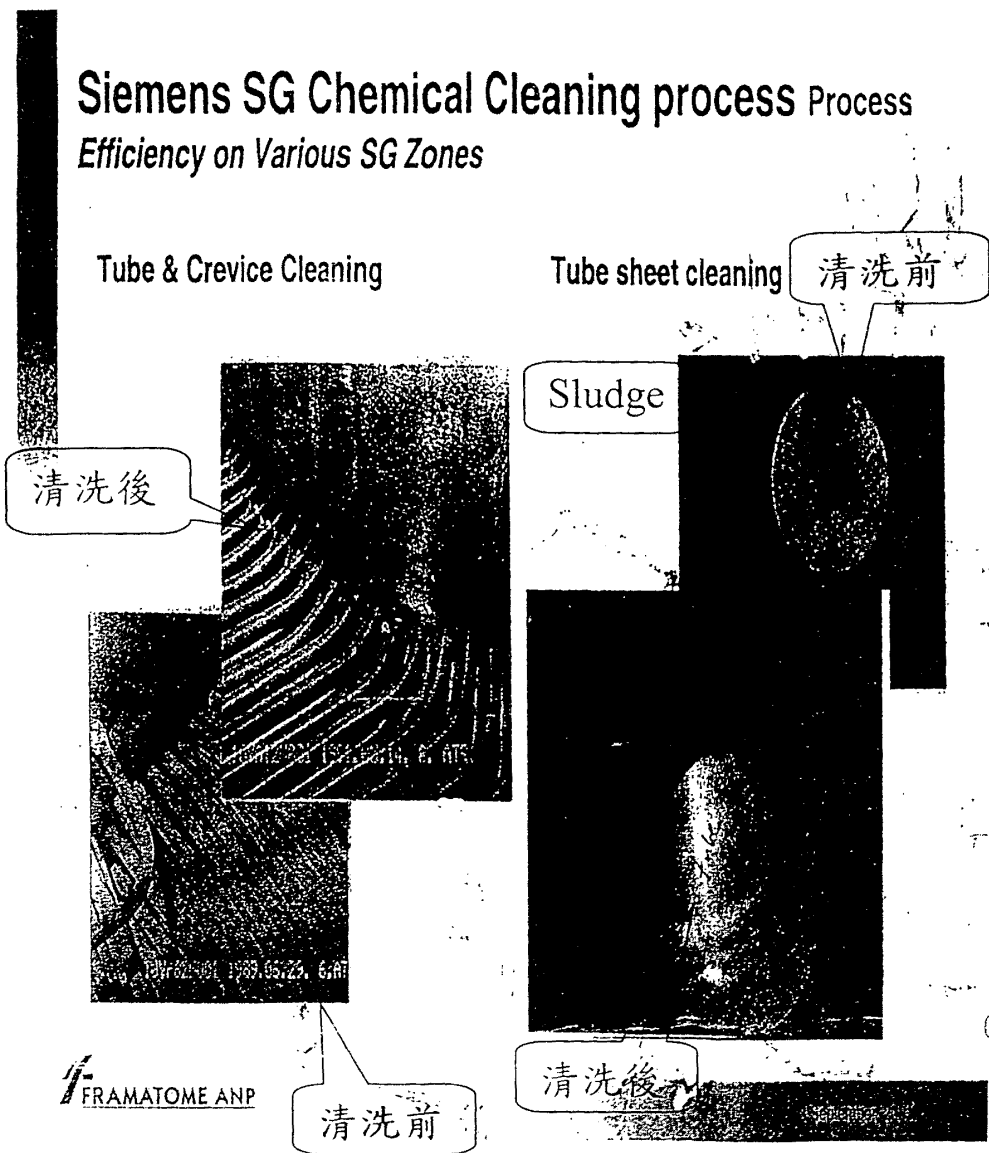 Siemens SG Chemical Cleaning process Process
Efficiency on Various SG Zones
Tube & Crevice Cleaning
Tube sheet cleaning
清洗前
Sludge
清洗後
清洗後
清洗前
FRAMATOME ANP